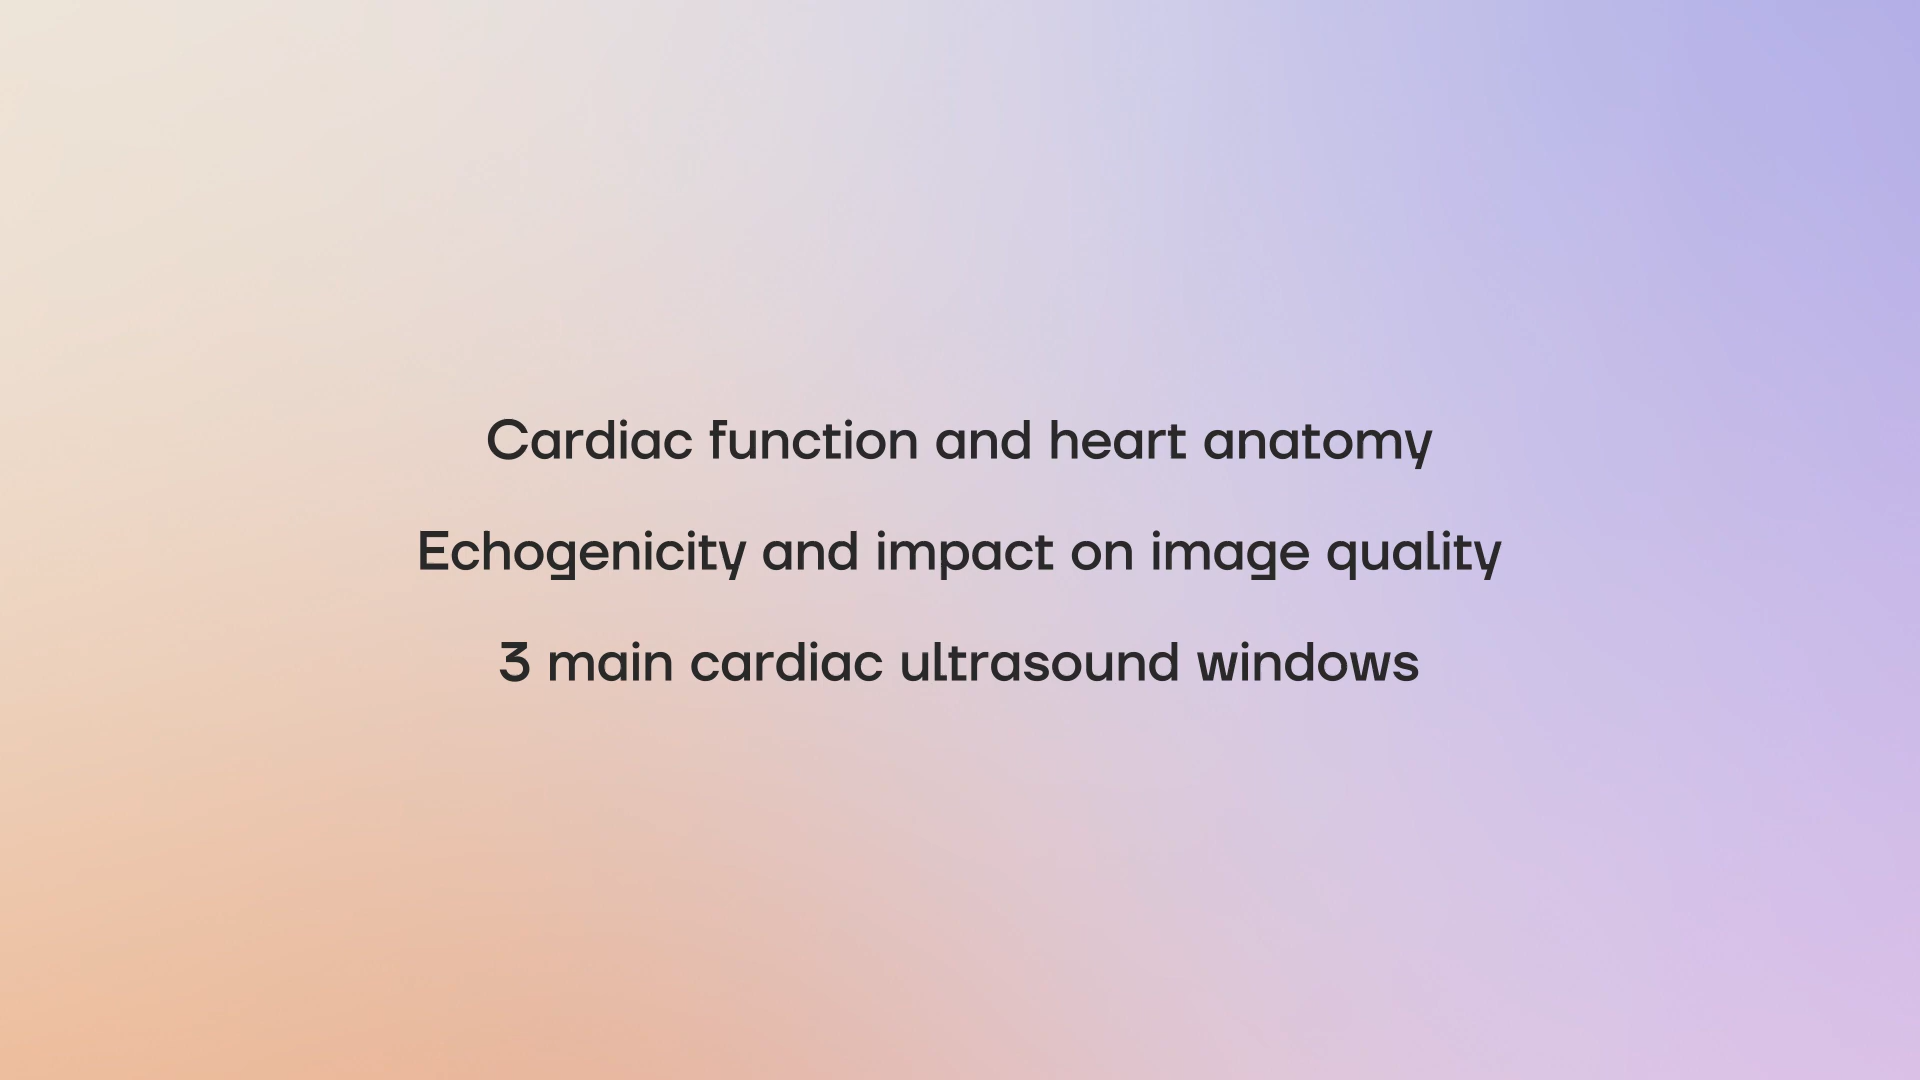 Cardiac function and heart anatomy
Echogenicity and impact on image quality
3 main cardiac ultrasound windows